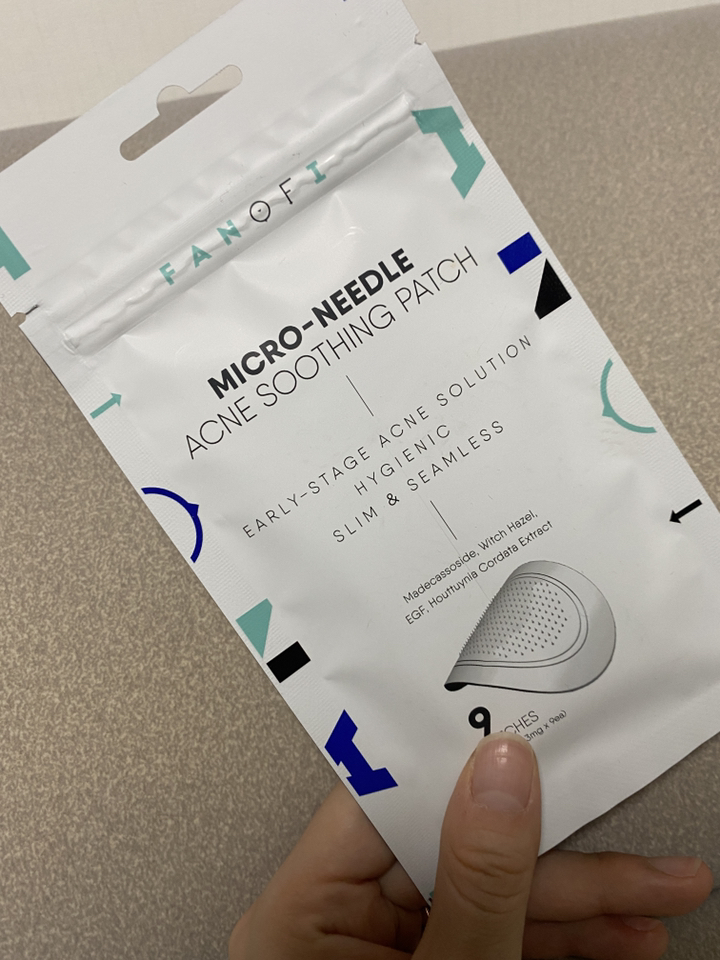 FANOFI
MICRO-NEEDLE
ACNE SOOTHING PATCH
EARLY-STAGE ACNE SOLUTION
HYGIENIC
SLIM & SEAMLESS
Madecassoside, Witch Hazel,
EGF, Houttuynia Cordata Extract
9